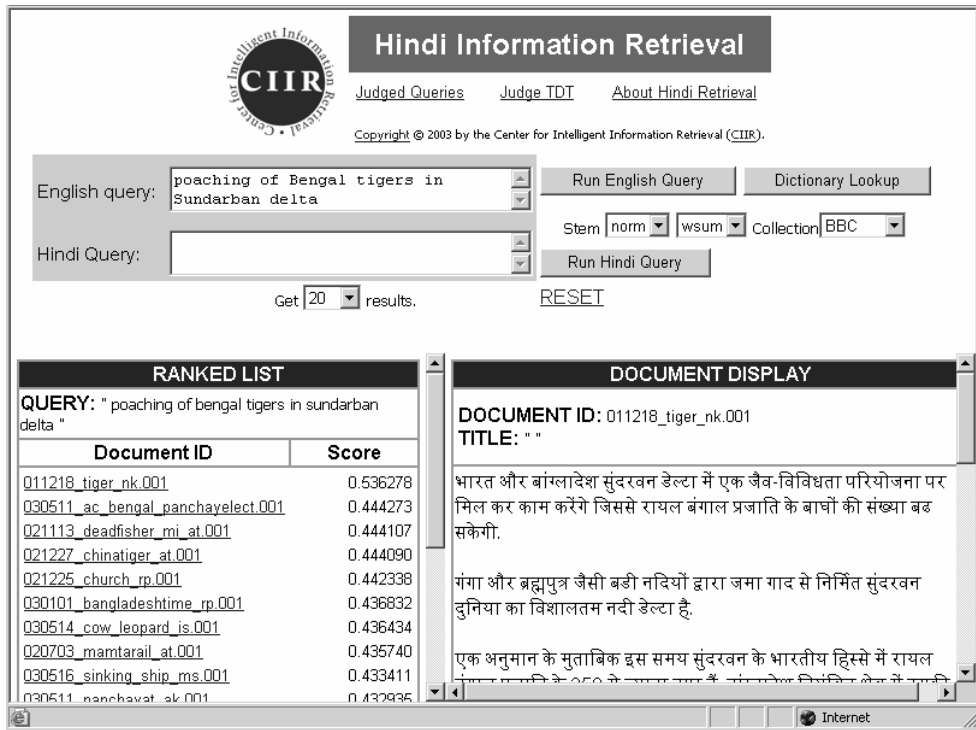 Center for Intelligent Information Retrieval
CIIR
Hindi Information Retrieval
Judged Queries Judge TDT About Hindi Retrieval
Copyright © 2003 by the Center for Intelligent Information Retrieval (CIIR).
English query: poaching of Bengal tigers in
Sundarban delta
Run English Query Dictionary Lookup
Stem norm wsum Collection BBC
Hindi Query:
Run Hindi Query
Get 20 results.
RESET
RANKED LIST
QUERY: " poaching of bengal tigers in sundarban
delta "
Document ID Score
011218_tiger_nk.001 0.536278
030511_ac_bengal_panchayelect.001 0.444273
021113_deadfisher_mi_at.001 0.444107
021227_chinatiger_at.001 0.444090
021225_church_rp.001 0.442338
030101_bangladeshtime_rp.001 0.436832
030514_cow_leopard_is.001 0.436434
020703_mamtarail_at.001 0.435740
030516_sinking_ship_ms.001 0.433411
030511_panchayat_ak.001 0.432935
DOCUMENT DISPLAY
DOCUMENT ID: 011218_tiger_nk.001
TITLE: " "
भारत और बांग्लादेश सुंदरवन डेल्टा में एक जैव-विविधता परियोजना पर
मिल कर काम करेंगे जिससे रायल बंगाल प्रजाति के बाघों की संख्या बढ
सकेगी.
गंगा और ब्रह्मपुत्र जैसी बडी नदियों द्वारा जमा गाद से निर्मित सुंदरवन
दुनिया का विशालतम नदी डेल्टा है.
एक अनुमान के मुताबिक इस समय सुंदरवन के भारतीय हिस्से में रायल
Internet